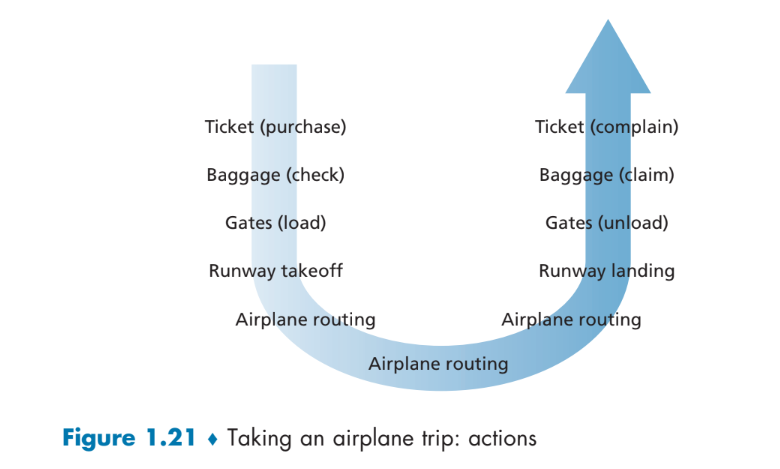 Ticket (purchase)
Ticket (complain)
Baggage (check)
Baggage (claim)
Gates (load)
Gates (unload)
Runway takeoff
Runway landing
Airplane routing
Airplane routing
Airplane routing
Figure 1.21 ♦ Taking an airplane trip: actions